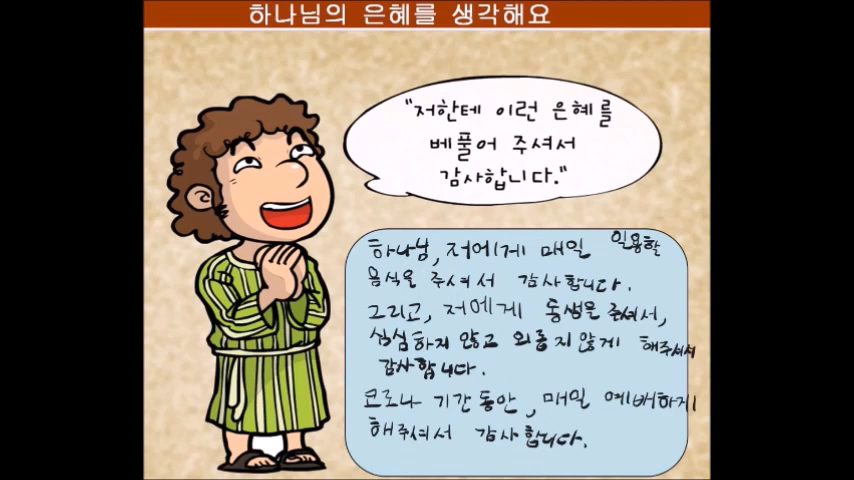 하나님의 은혜를 생각해요
"저한테 이런 은혜를
베풀어 주셔서
감사합니다."
하나님, 저에게 매일 일용할
음식을 주셔서 감사합니다.
그리고, 저에게 동생을 주셔서,
심심하지 않고 외롭지 않게 해주셔서
감사합니다.
코로나 기간동안, 매일 예배하게
해주셔서 감사합니다.